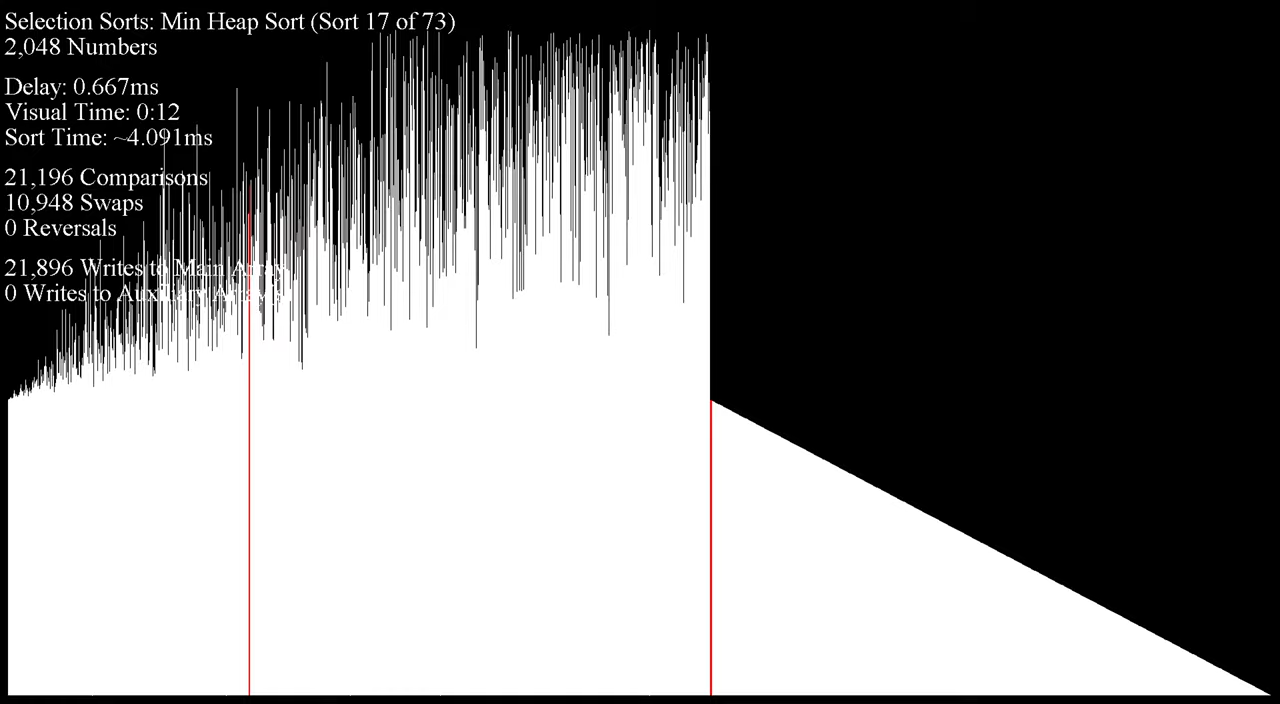 Selection Sorts: Min Heap Sort (Sort 17 of 73)
2,048 Numbers
Delay: 0.667ms
Visual Time: 0:12
Sort Time: ~4.091ms
21,196 Comparisons
10,948 Swaps
0 Reversals
21,896 Writes to Main Array
0 Writes to Auxiliary Array(s)